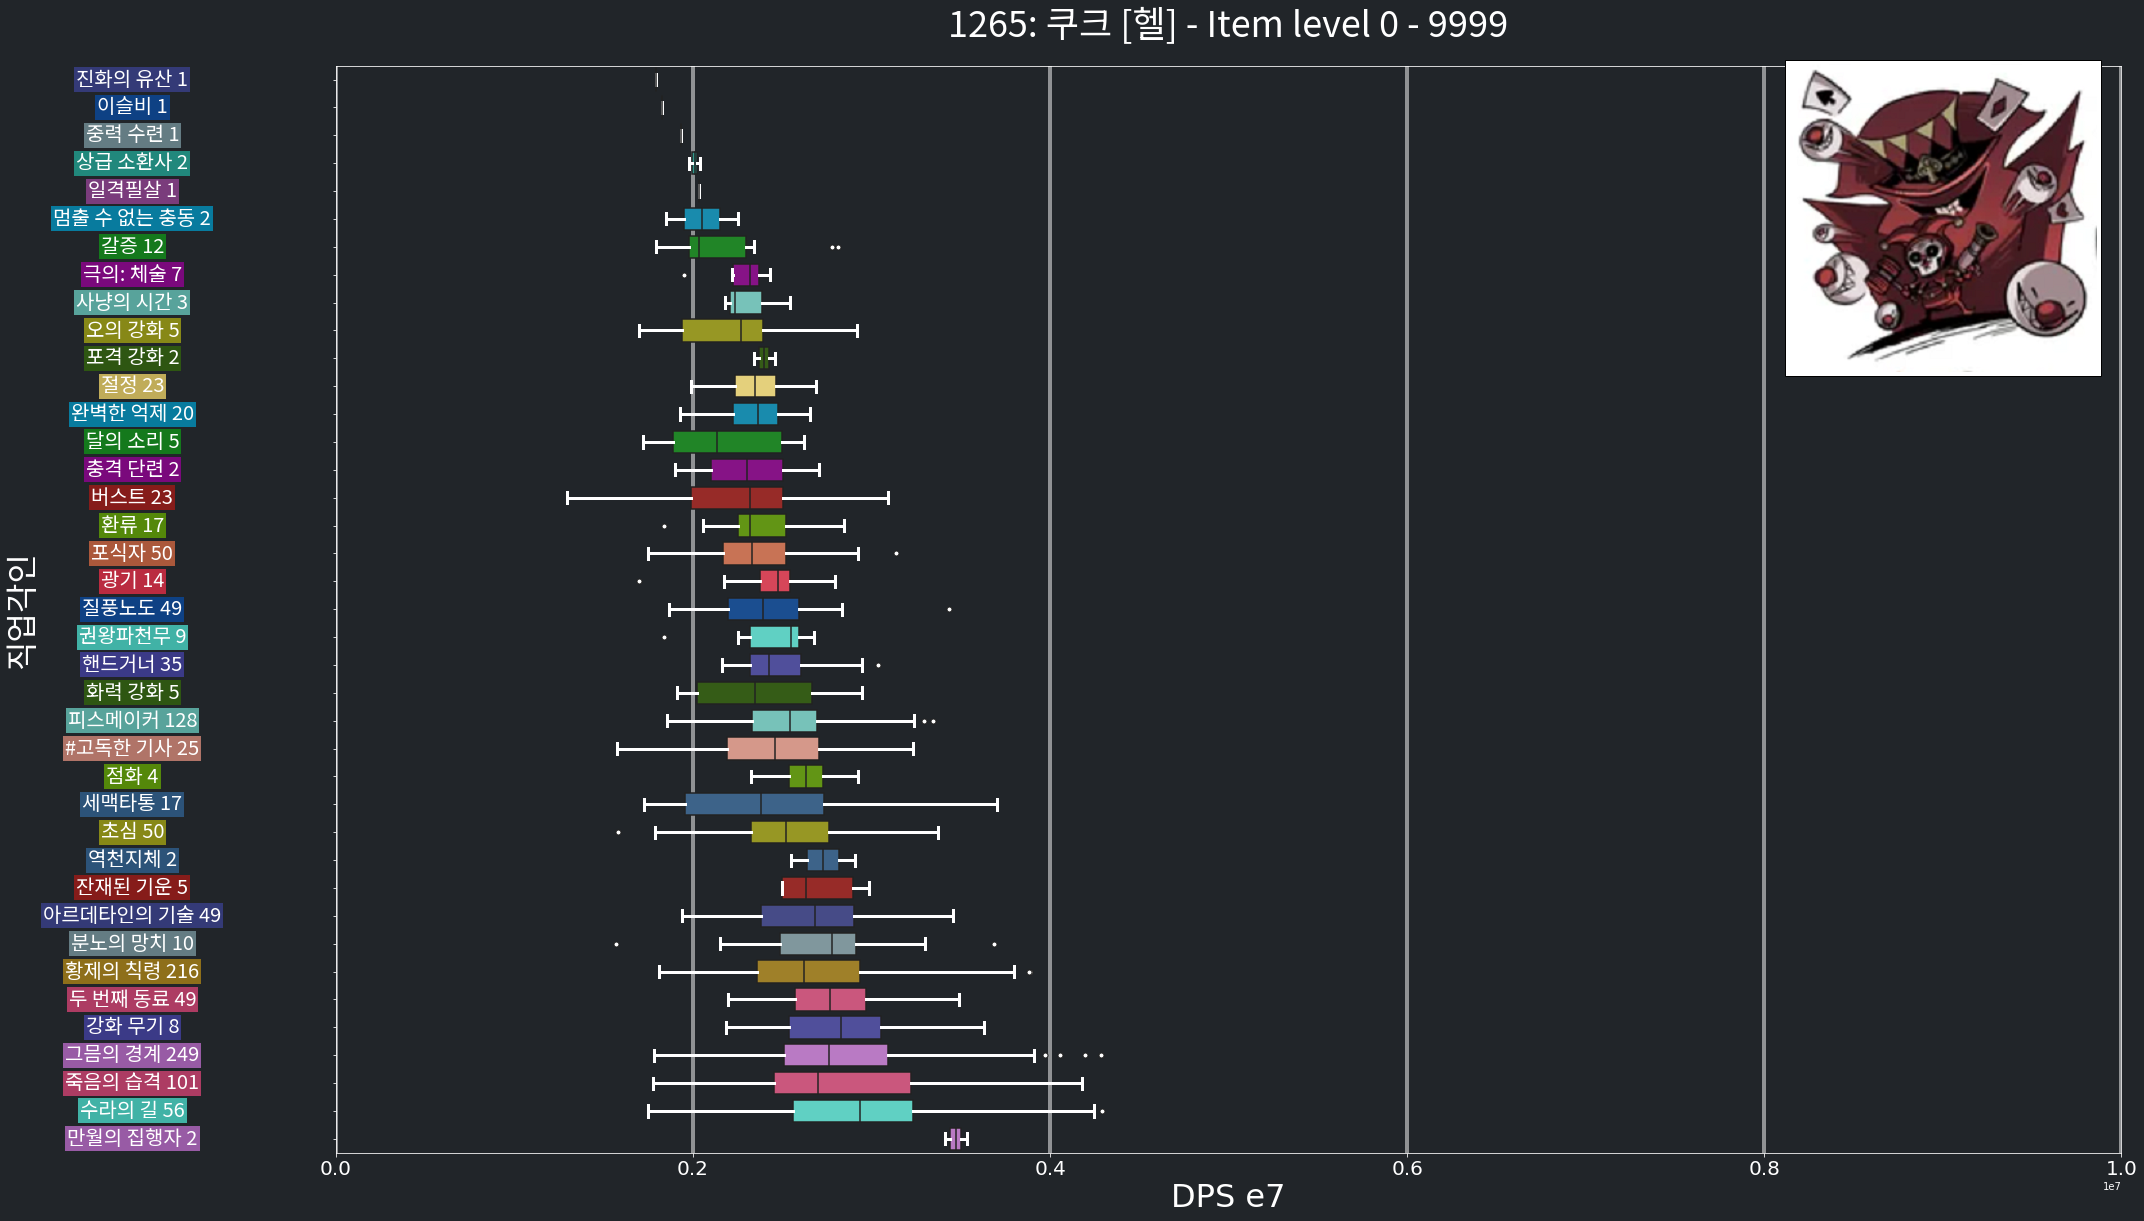 1265: 쿠크 [헬] - Item level 0 - 9999
직업각인
진화의 유산 1
이슬비 1
중력 수련 1
상급 소환사 2
일격필살 1
멈출 수 없는 충동 2
갈증 12
극의: 체술 7
사냥의 시간 3
오의 강화 5
포격 강화 2
절정 23
완벽한 억제 20
달의 소리 5
충격 단련 2
버스트 23
환류 17
포식자 50
광기 14
질풍노도 49
권왕파천무 9
핸드거너 35
화력 강화 5
피스메이커 128
#고독한 기사 25
점화 4
세맥타통 17
초심 50
역천지체 2
잔재된 기운 5
아르데타인의 기술 49
분노의 망치 10
황제의 칙령 216
두 번째 동료 49
강화 무기 8
그믐의 경계 249
죽음의 습격 101
수라의 길 56
만월의 집행자 2
0.0 0.2 0.4 0.6 0.8 1.0
1e7
DPS e7